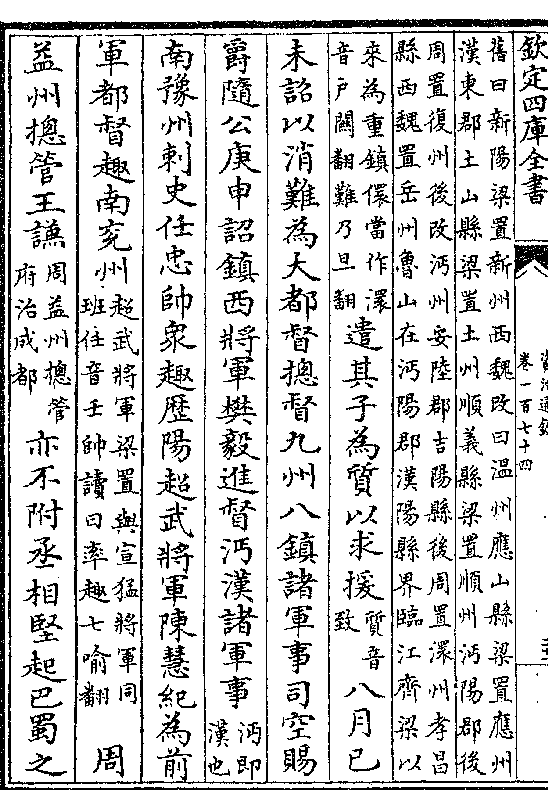 欽定四庫全書
資治通鑑
卷一百七十四
舊曰新陽梁置新州西魏改曰溫州應山縣梁置應州
漢東郡土山縣梁置土州順義縣梁置順州沔陽郡後
周置復州後改沔州安陸郡吉陽縣後周置澴州孝昌
縣西魏置岳州魯山在沔陽郡漢陽縣界臨江齊梁以
來為重鎮儇當作澴
音戶關翻難乃旦翻
遣其子為質以求援
質音
致
八月己
未詔以消難為大都督揔督九州八鎮諸軍事司空賜
爵隨公庚申詔鎮西將軍樊毅進督沔漢諸軍事
沔即
漢也
南豫州刺史任忠帥衆趣歷陽超武將軍陳慧紀為前
軍都督趣南兖州
超武將軍梁置與宣猛將軍同
班任音壬帥讀曰率趣七喻翻
周
益州揔管王謙
周益州揔管
府治成都
亦不附丞相堅起巴蜀之